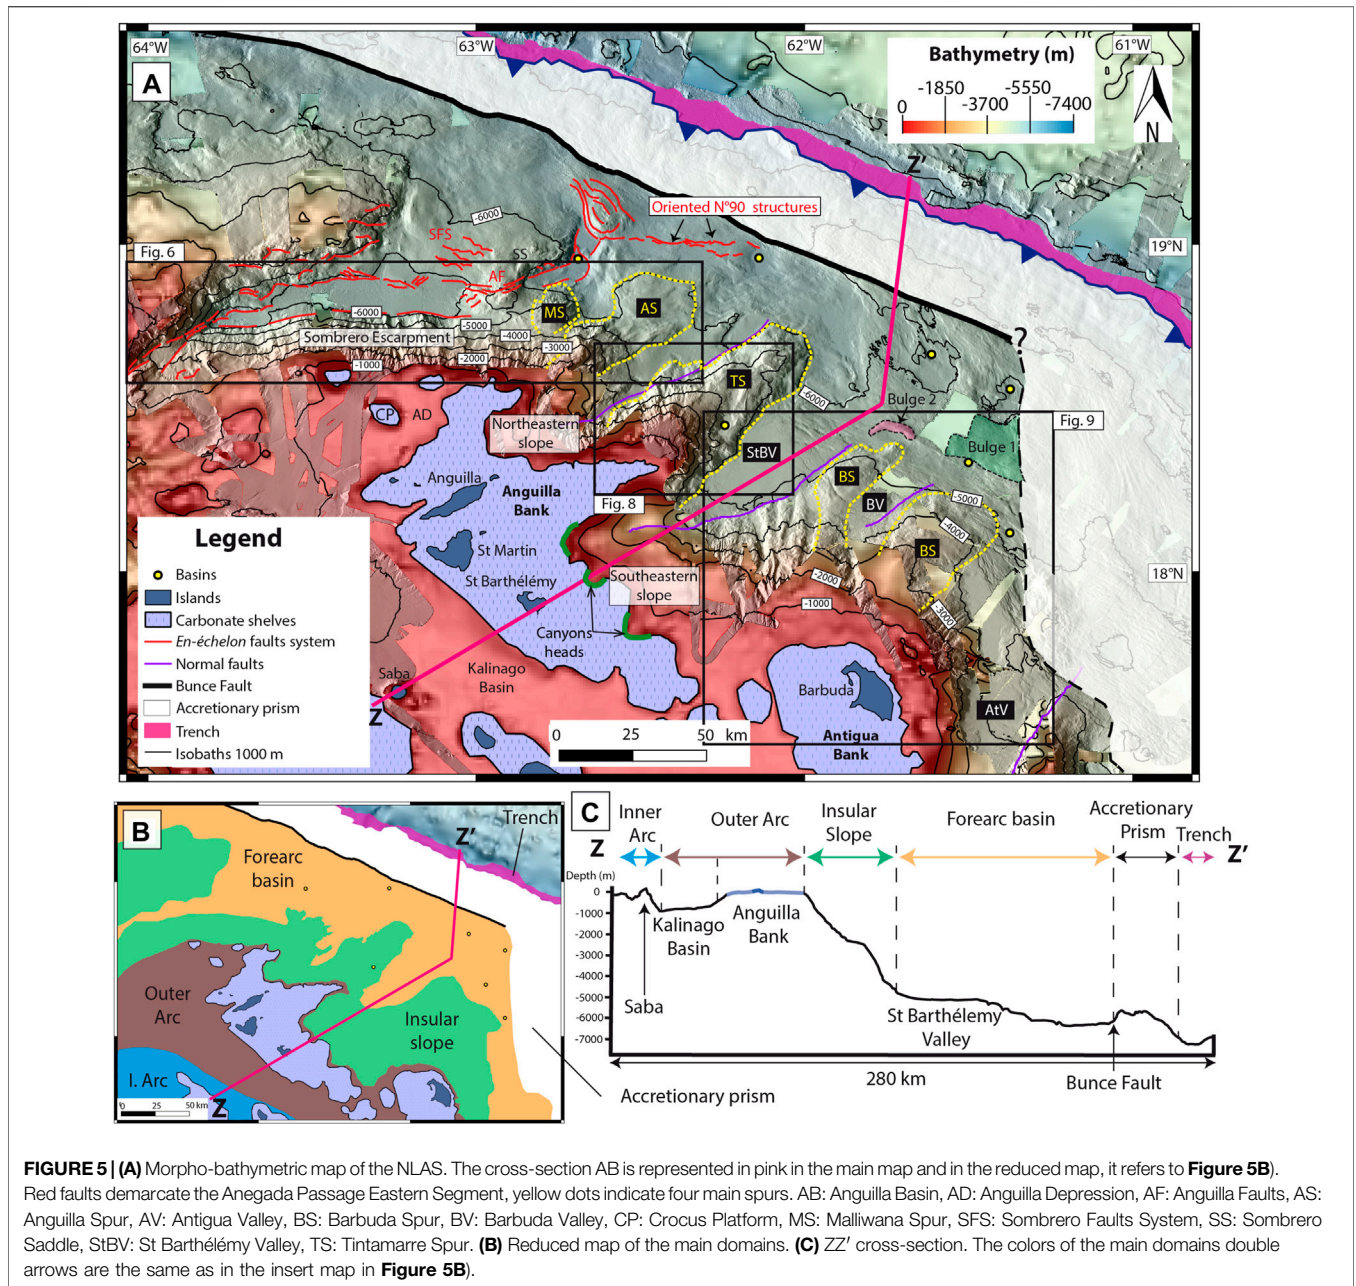 64°W
63°W
62°W
61°W
A
Bathymetry (m)
0
-1850
-3700
-5550
-7400
N
Z'
Oriented N°90 structures
19°N
18°N
Fig. 6
-6000
SFS
SS
AF
MS
AS
-6000
-5000
-4000
-3000
Sombrero Escarpment
-2000
-1000
?
TS
-6000
Bulge 2
Fig. 9
Bulge 1
CP
AD
Northeastern
slope
StBV
Anguilla
Anguilla
Bank
Fig. 8
BS
BV
-5000
-4000
BS
St Martin
St Barthélémy
Southeastern
slope
-2000
-1000
-3000
Canyons
heads
Kalinago
Basin
Saba
Z
Barbuda
Antigua
Bank
AtV
0
25
50
km
Legend
Basins
Islands
Carbonate shelves
En-échelon faults system
Normal faults
Bunce Fault
Accretionary prism
Trench
Isobaths 1000 m
B
Trench
Z'
Forearc
basin
Outer
Arc
Insular
slope
I. Arc
Z
0
25
50 km
Accretionary prism
C
Inner
Arc
Outer Arc
Insular
Slope
Forearc basin
Accretionary
Prism
Trench
Z
Z'
Depth (m)
0
-1000
-2000
-3000
-4000
-5000
-6000
-7000
Kalinago
Basin
Anguilla
Bank
Saba
St Barthélemy
Valley
Bunce Fault
280 km
FIGURE 5 | (A) Morpho-bathymetric map of the NLAS. The cross-section AB is represented in pink in the main map and in the reduced map, it refers to Figure 5B).
Red faults demarcate the Anegada Passage Eastern Segment, yellow dots indicate four main spurs. AB: Anguilla Basin, AD: Anguilla Depression, AF: Anguilla Faults, AS:
Anguilla Spur, AV: Antigua Valley, BS: Barbuda Spur, BV: Barbuda Valley, CP: Crocus Platform, MS: Malliwana Spur, SFS: Sombrero Faults System, SS: Sombrero
Saddle, StBV: St Barthélémy Valley, TS: Tintamarre Spur. (B) Reduced map of the main domains. (C) ZZ′ cross-section. The colors of the main domains double
arrows are the same as in the insert map in Figure 5B).